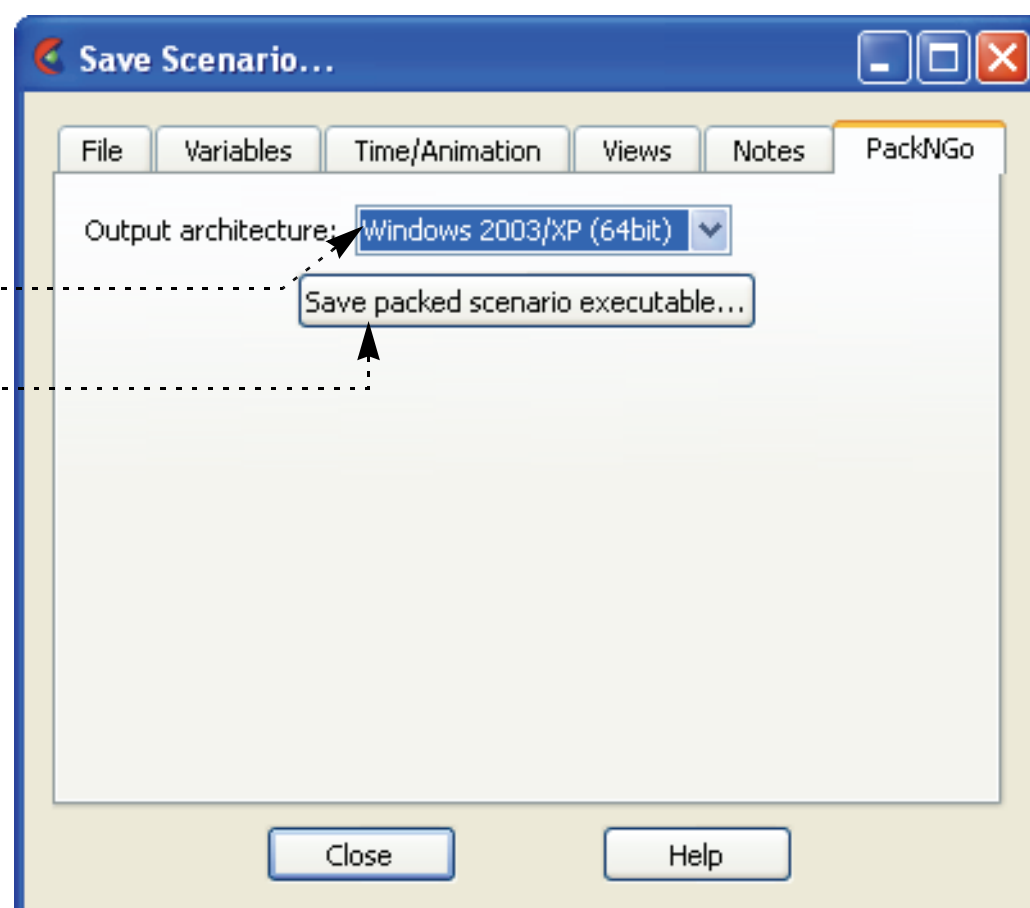 Save Scenario...
File Variables Time/Animation Views Notes PackNGo
Output architecture: Windows 2003/XP (64bit)
Save packed scenario executable...
Close Help